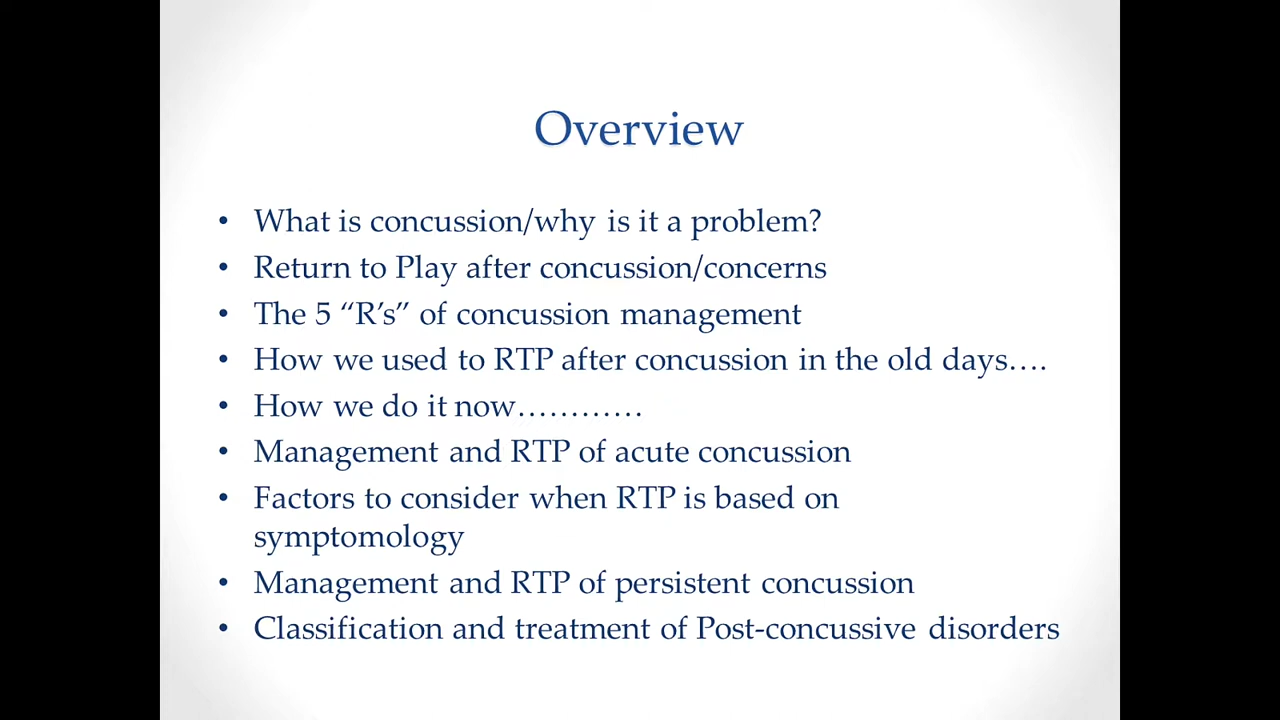 Overview
• What is concussion/why is it a problem?
• Return to Play after concussion/concerns
• The 5 “R’s” of concussion management
• How we used to RTP after concussion in the old days….
• How we do it now…………
• Management and RTP of acute concussion
• Factors to consider when RTP is based on
symptomology
• Management and RTP of persistent concussion
• Classification and treatment of Post-concussive disorders